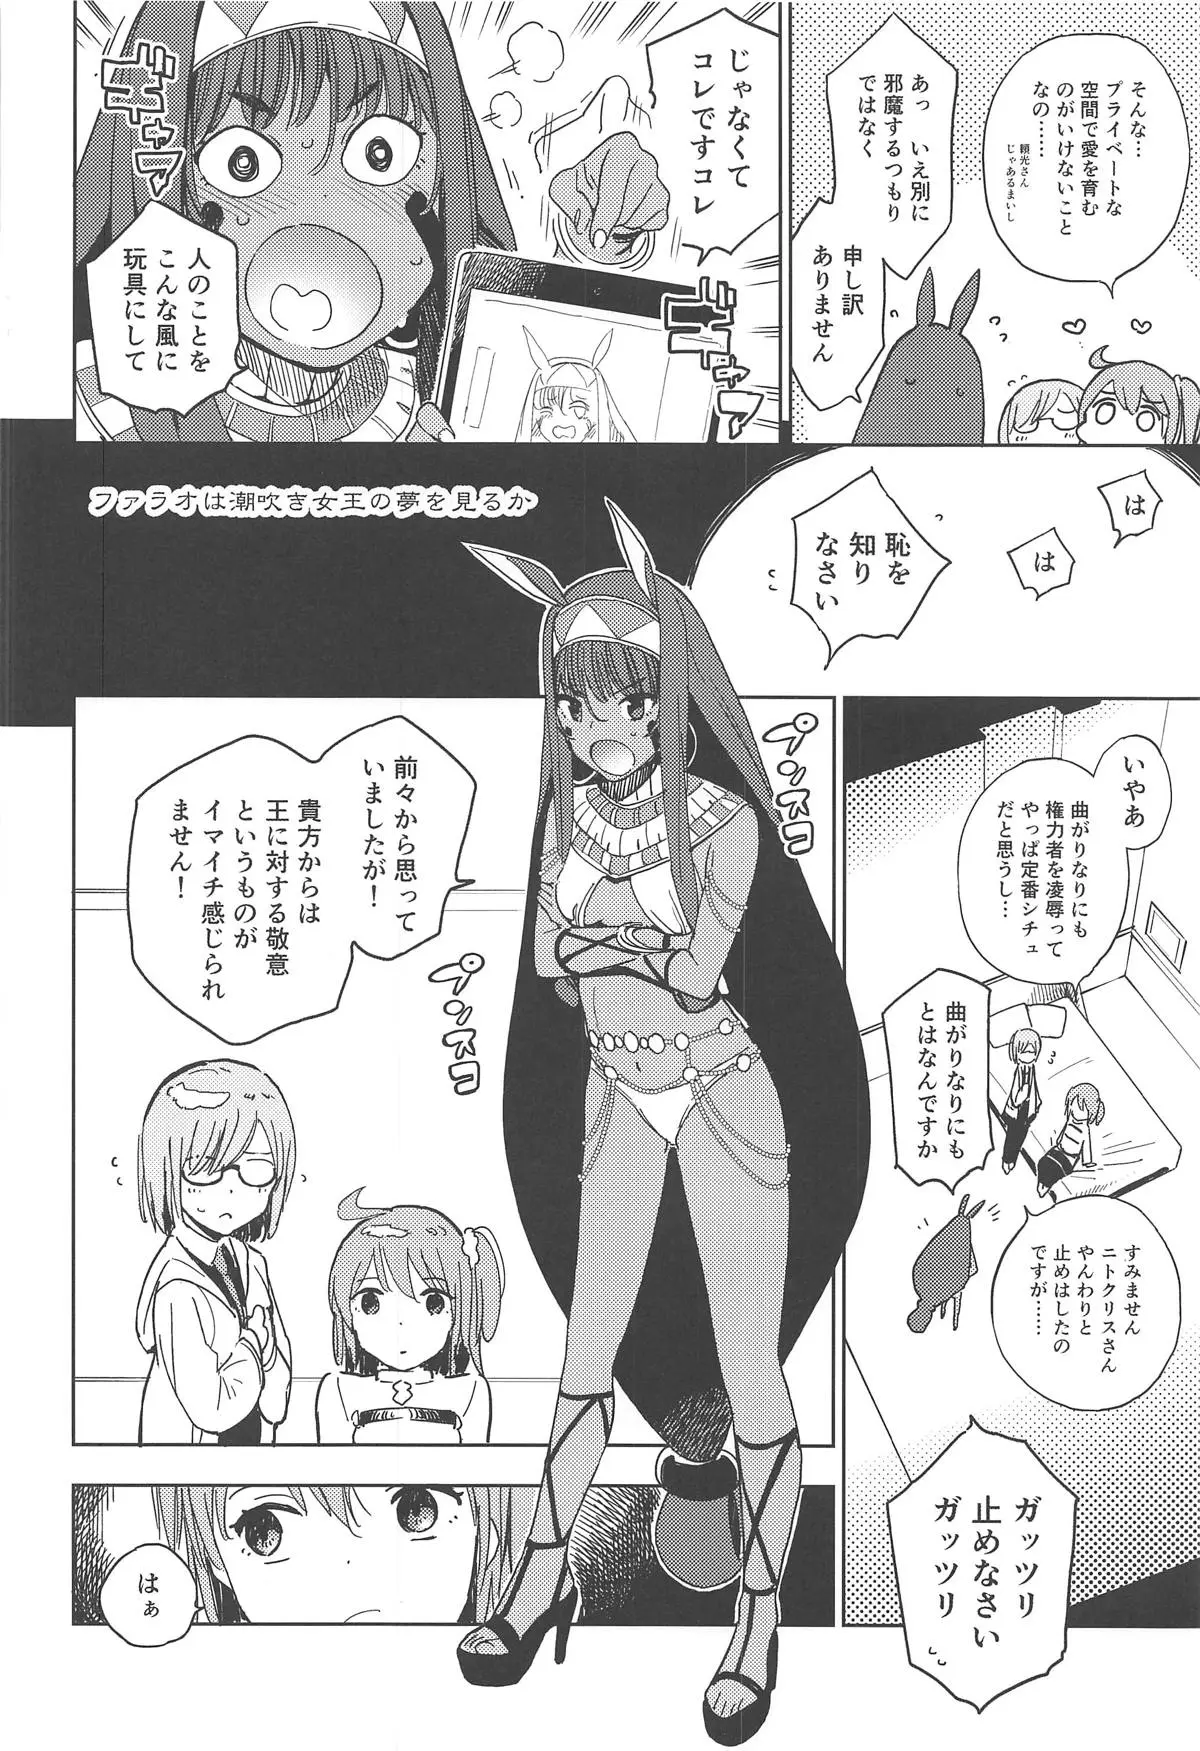 そんな…
プライベートな
空間で愛を育む
のがいけないこと
なの……
頼光さん
じゃあるまいし
あっ いえ別に
邪魔するつもり
ではなく
申し訳
ありません
じゃなくて
コレですコレ
人のことを
こんな風に
玩具にして
は
は
恥を
知り
なさい
ファラオは潮吹き女王の夢を見るか
いやあ
曲がりなりにも
権力者を凌辱って
やっぱ定番シチュ
だと思うし…
曲がりなりにも
とはなんですか
すみません
ニトクリスさん
やんわりと
止めはしたの
ですが……
ガッツリ
止めなさい
ガッツリ
プンスコ
プンスコ
前々から思って
いましたが！
貴方からは
王に対する敬意
というものが
イマイチ感じられ
ません！
はぁ